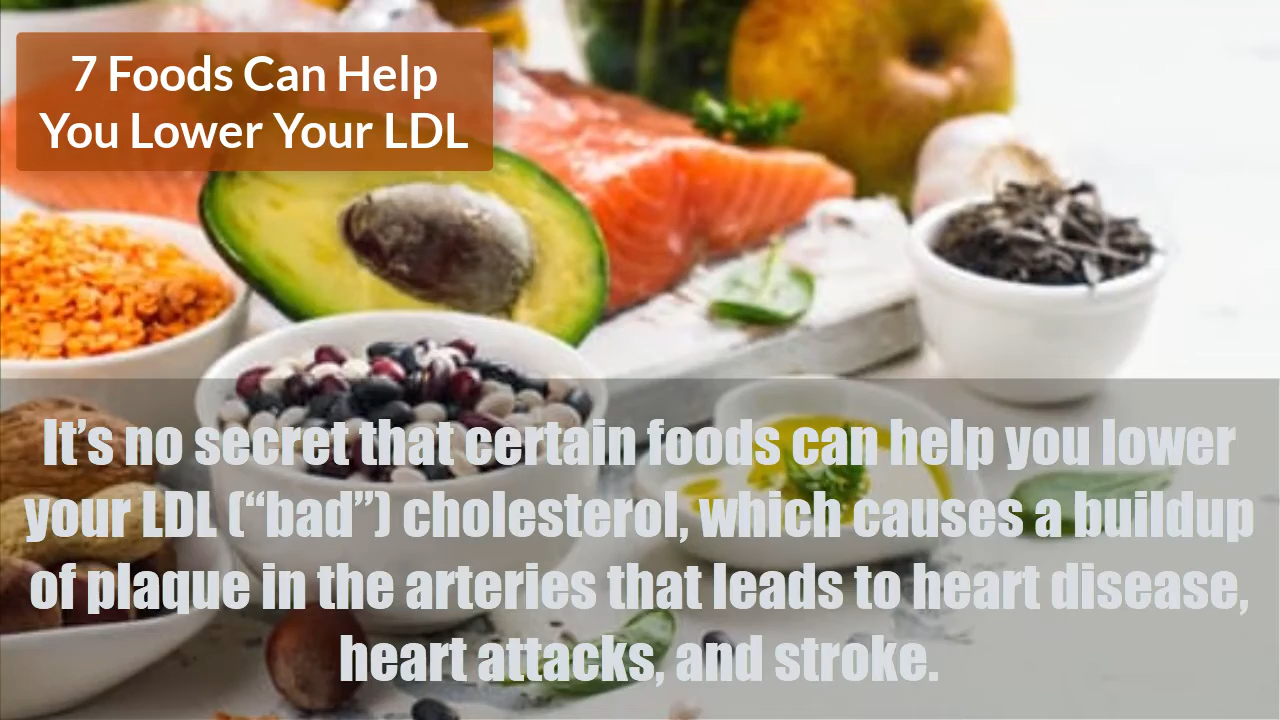 7 Foods Can Help
You Lower Your LDL
It’s no secret that certain foods can help you lower
your LDL (“bad”) cholesterol, which causes a buildup
of plaque in the arteries that leads to heart disease,
heart attacks, and stroke.